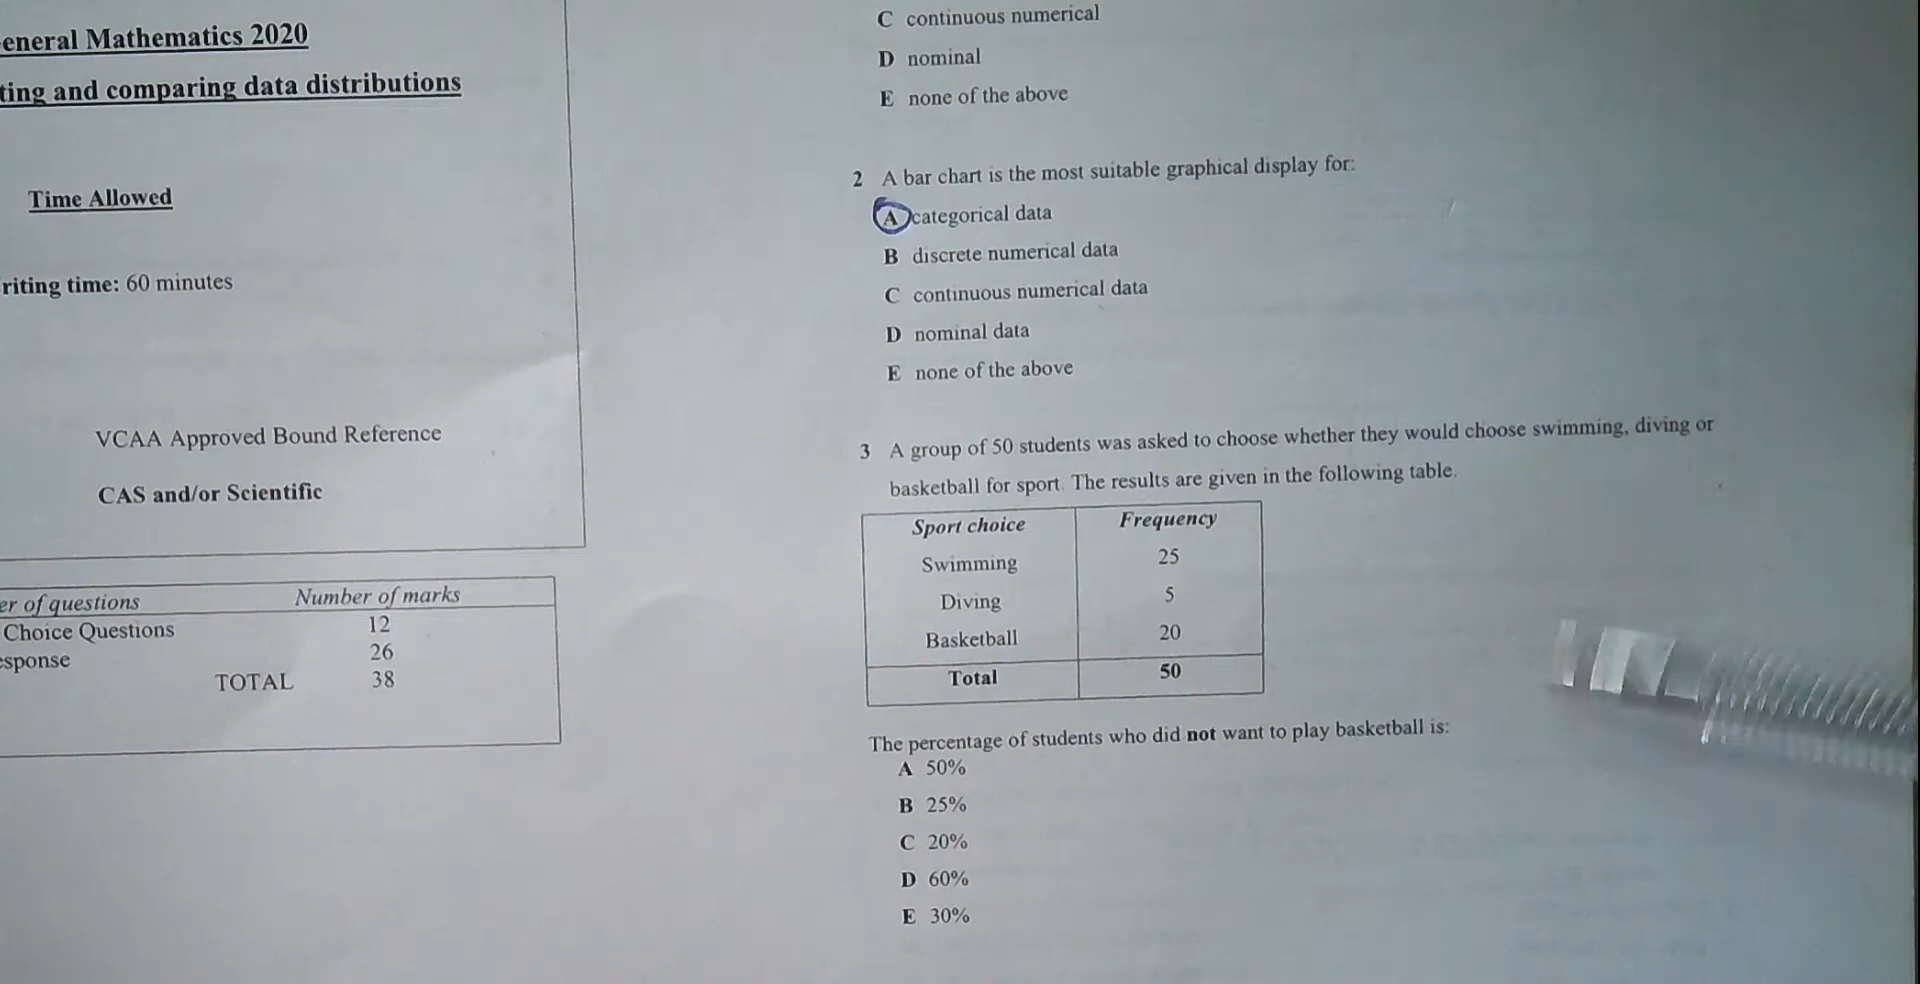 eneral Mathematics 2020
ting and comparing data distributions
Time Allowed
riting time: 60 minutes
VCAA Approved Bound Reference
CAS and/or Scientific
er of questions Number of marks
Choice Questions 12
esponse 26
TOTAL 38
C continuous numerical
D nominal
E none of the above
2 A bar chart is the most suitable graphical display for:
A categorical data
B discrete numerical data
C continuous numerical data
D nominal data
E none of the above
3 A group of 50 students was asked to choose whether they would choose swimming, diving or
basketball for sport. The results are given in the following table.
Sport choice Frequency
Swimming 25
Diving 5
Basketball 20
Total 50
The percentage of students who did not want to play basketball is:
A 50%
B 25%
C 20%
D 60%
E 30%